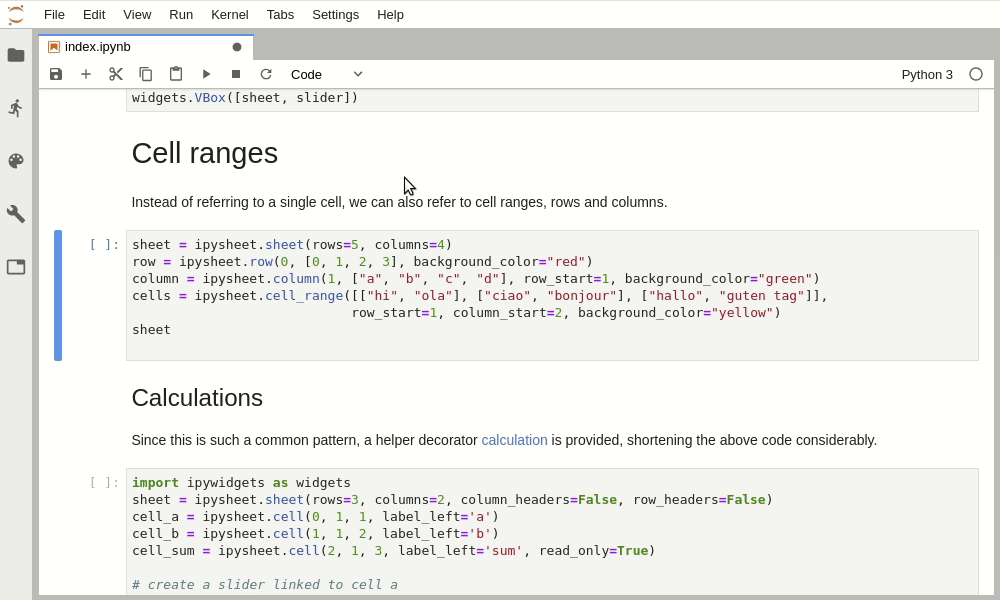 File Edit View Run Kernel Tabs Settings Help
index.ipynb
Code
Python 3
widgets.VBox([sheet, slider])
Cell ranges
Instead of referring to a single cell, we can also refer to cell ranges, rows and columns.
[ ]:
sheet = ipysheet.sheet(rows=5, columns=4)
row = ipysheet.row(0, [0, 1, 2, 3], background_color="red")
column = ipysheet.column(1, ["a", "b", "c", "d"], row_start=1, background_color="green")
cells = ipysheet.cell_range([["hi", "ola"], ["ciao", "bonjour"], ["hallo", "guten tag"]],
                            row_start=1, column_start=2, background_color="yellow")
sheet
Calculations
Since this is such a common pattern, a helper decorator calculation is provided, shortening the above code considerably.
[ ]:
import ipywidgets as widgets
sheet = ipysheet.sheet(rows=3, columns=2, column_headers=False, row_headers=False)
cell_a = ipysheet.cell(0, 1, 1, label_left='a')
cell_b = ipysheet.cell(1, 1, 2, label_left='b')
cell_sum = ipysheet.cell(2, 1, 3, label_left='sum', read_only=True)
# create a slider linked to cell a